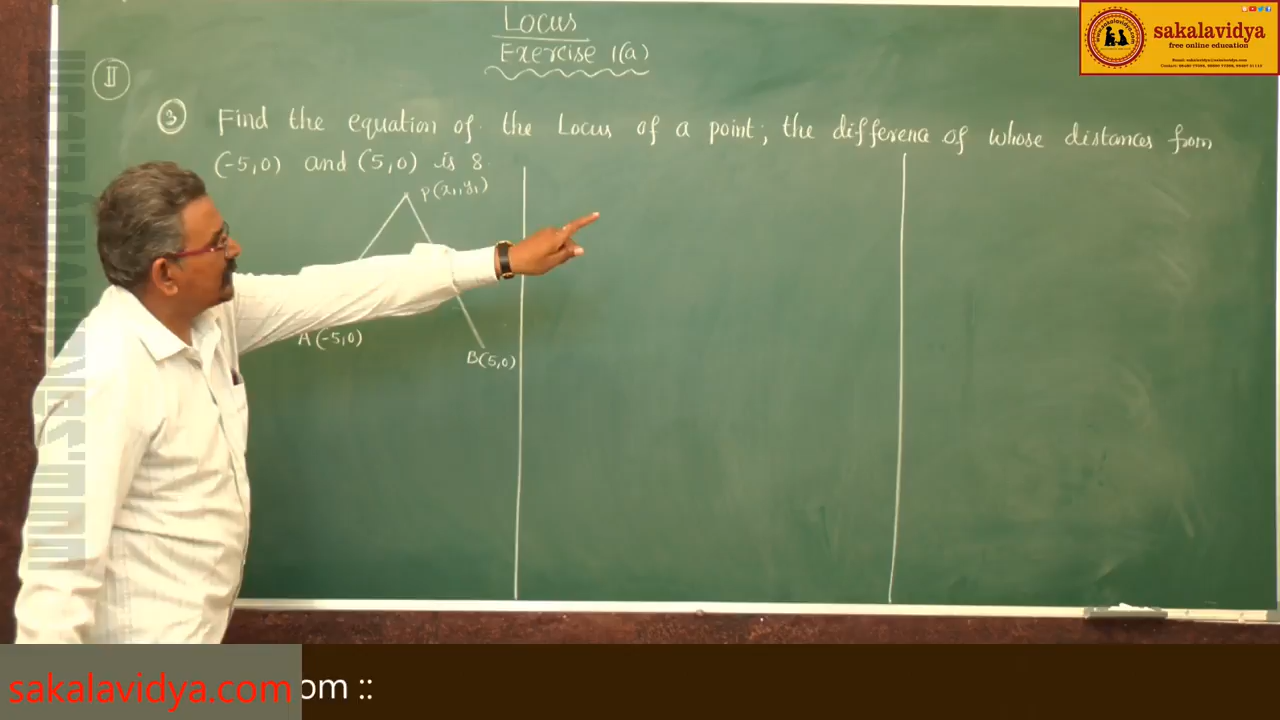 Locus
Exercise 1(a)
II
3 Find the equation of the Locus of a point; the difference of whose distances from
(-5,0) and (5,0) is 8.
P(x₁,y₁)
A(-5,0)
B(5,0)
sakalavidya
free online education
sakalavidya.com
om ::